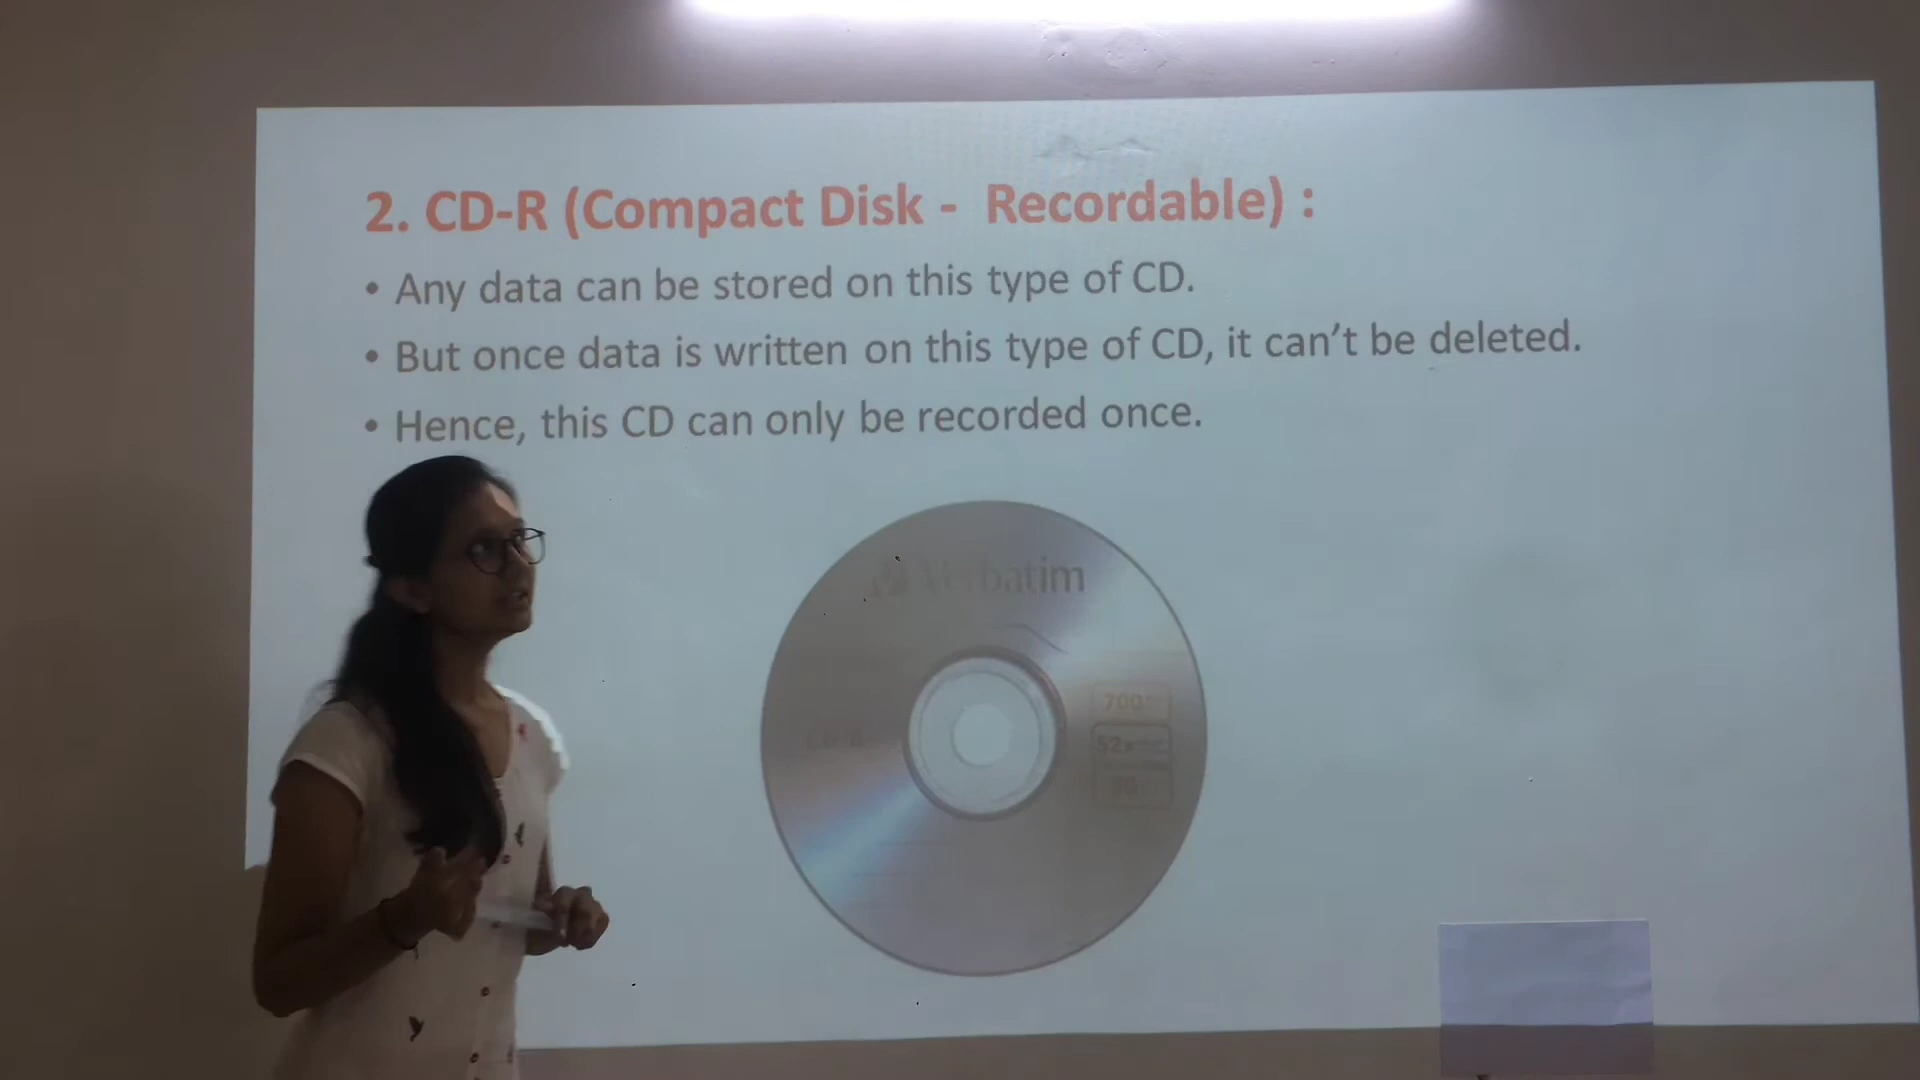 2. CD-R (Compact Disk - Recordable) :
• Any data can be stored on this type of CD.
• But once data is written on this type of CD, it can't be deleted.
• Hence, this CD can only be recorded once.
Verbatim
700
52x